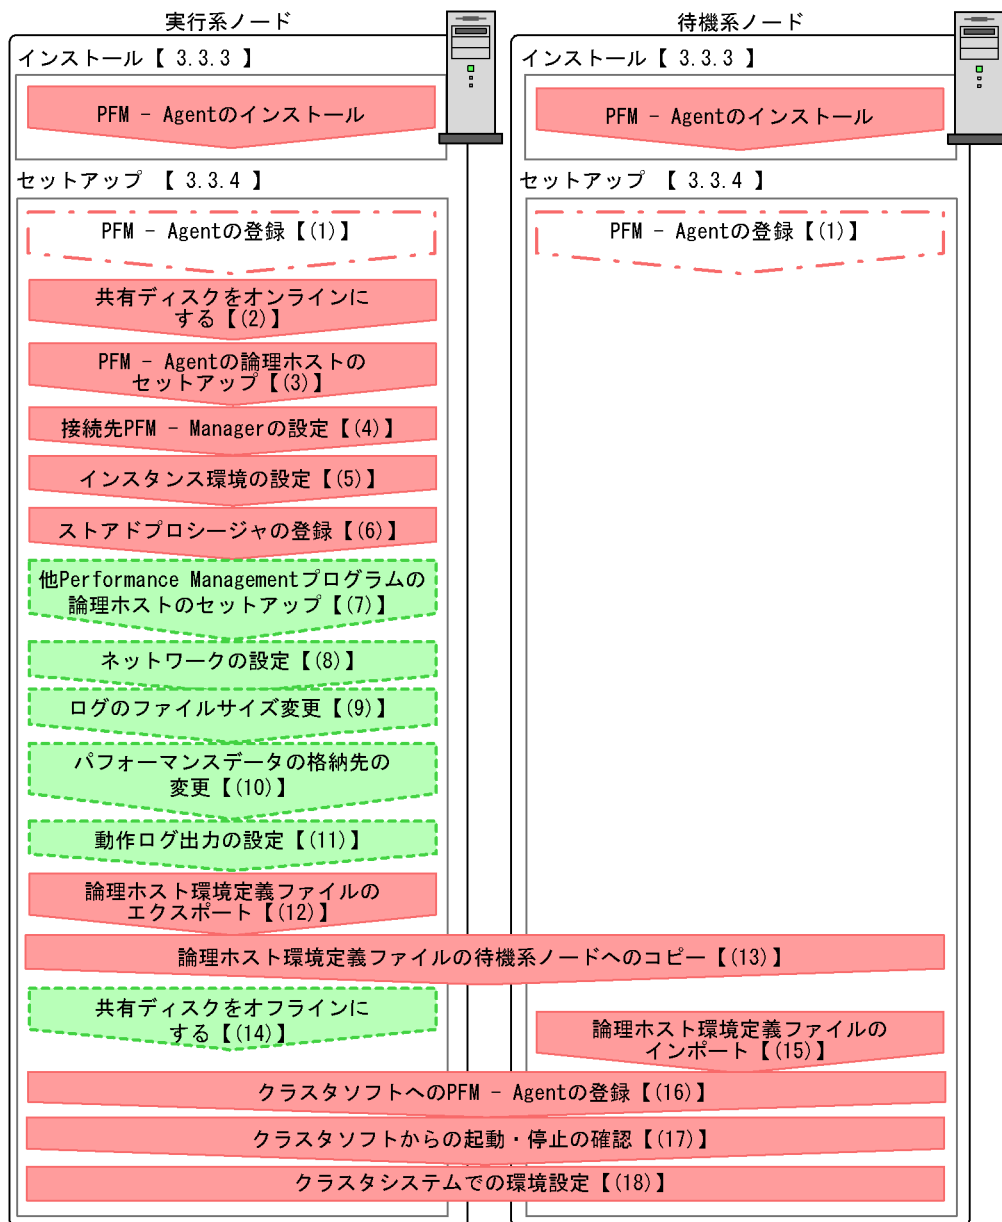 実行系ノード
インストール【 3.3.3 】
PFM - Agentのインストール
セットアップ 【 3.3.4 】
PFM - Agentの登録【(1)】
共有ディスクをオンラインに
する【(2)】
PFM - Agentの論理ホストの
セットアップ【(3)】
接続先PFM - Managerの設定【(4)】
インスタンス環境の設定【(5)】
ストアドプロシージャの登録【(6)】
他Performance Managementプログラムの
論理ホストのセットアップ【(7)】
ネットワークの設定【(8)】
ログのファイルサイズ変更【(9)】
パフォーマンスデータの格納先の
変更【(10)】
動作ログ出力の設定【(11)】
論理ホスト環境定義ファイルの
エクスポート【(12)】
待機系ノード
インストール【 3.3.3 】
PFM - Agentのインストール
セットアップ 【 3.3.4 】
PFM - Agentの登録【(1)】
論理ホスト環境定義ファイルの待機系ノードへのコピー【(13)】
共有ディスクをオフラインに
する【(14)】
論理ホスト環境定義ファイルの
インポート【(15)】
クラスタソフトへのPFM - Agentの登録【(16)】
クラスタソフトからの起動・停止の確認【(17)】
クラスタシステムでの環境設定【(18)】